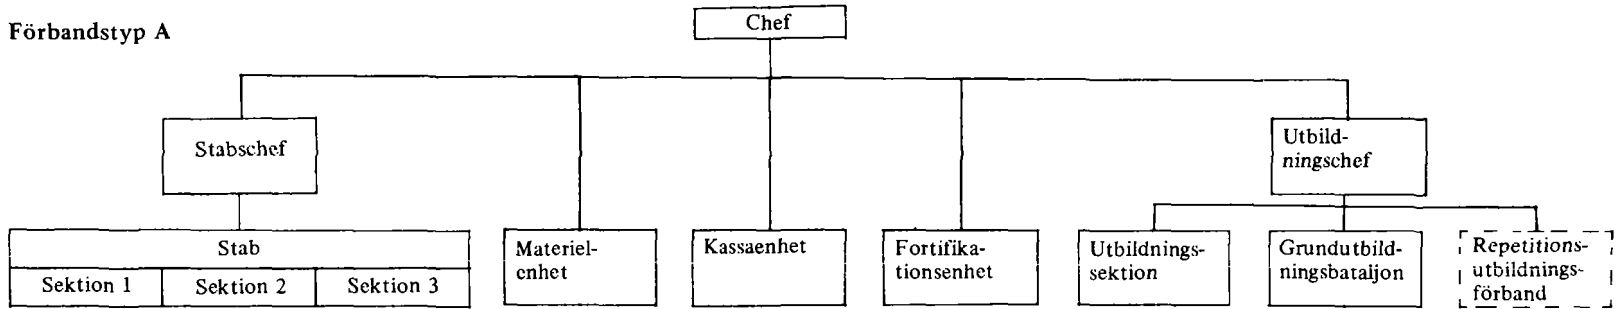 Förbandstyp A
Chef
Stabschef
Utbild-
ningschef
Stab
Sektion 1
Sektion 2
Sektion 3
Materiel-
enhet
Kassaenhet
Fortifika-
tionsenhet
Utbildnings-
sektion
Grundutbild-
ningsbataljon
Repetitions-
utbildnings-
förband